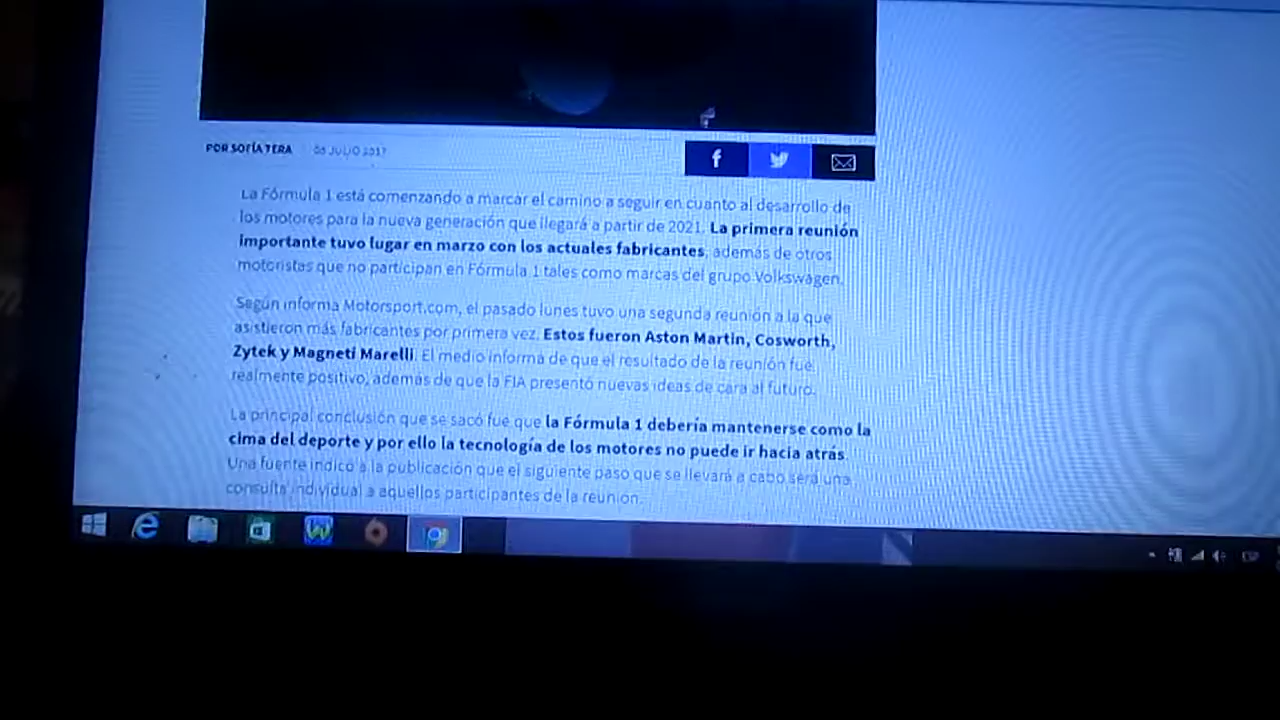 POR SOFÍA TERA JULIO 2017
La Fórmula 1 está comenzando a marcar el camino a seguir en cuanto al desarrollo de
los motores para la nueva generación que llegará a partir de 2021. La primera reunión
importante tuvo lugar en marzo con los actuales fabricantes, además de otros
motoristas que no participan en Fórmula 1 tales como marcas del grupo Volkswagen.
Según informa Motorsport.com, el pasado lunes tuvo una segunda reunión a la que
asistieron más fabricantes por primera vez. Estos fueron Aston Martin, Cosworth,
Zytek y Magneti Marelli. El medio informa de que el resultado de la reunión fue
realmente positivo, además de que la FIA presentó nuevas ideas de cara al futuro.
La principal conclusión que se sacó fue que la Fórmula 1 debería mantenerse como la
cima del deporte y por ello la tecnología de los motores no puede ir hacia atrás.
Una fuente indicó a la publicación que el siguiente paso que se llevará a cabo será una
consulta individual a aquellos participantes de la reunión.